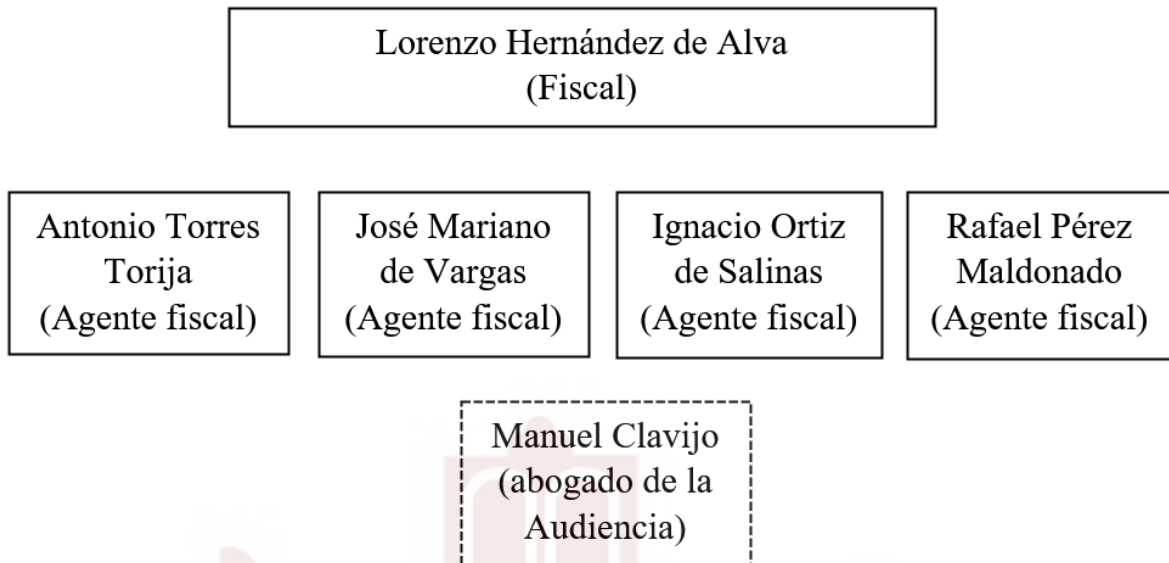 Lorenzo Hernández de Alva
(Fiscal)
Antonio Torres
Torija
(Agente fiscal)
José Mariano
de Vargas
(Agente fiscal)
Ignacio Ortiz
de Salinas
(Agente fiscal)
Rafael Pérez
Maldonado
(Agente fiscal)
Manuel Clavijo
(abogado de la
Audiencia)